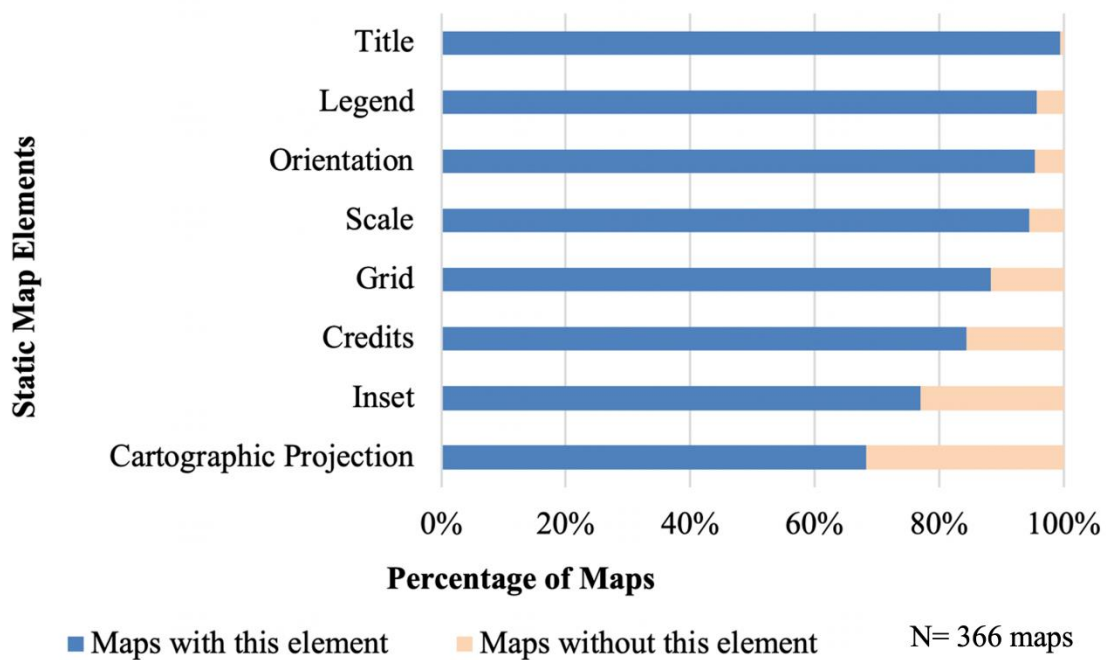 Static Map Elements
Title
Legend
Orientation
Scale
Grid
Credits
Inset
Cartographic Projection
0% 20% 40% 60% 80% 100%
Percentage of Maps
Maps with this element Maps without this element N= 366 maps